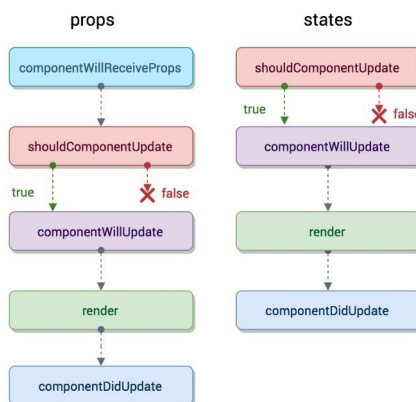 props
componentWillReceiveProps
shouldComponentUpdate
true
false
componentWillUpdate
render
componentDidUpdate
states
shouldComponentUpdate
true
false
componentWillUpdate
render
componentDidUpdate